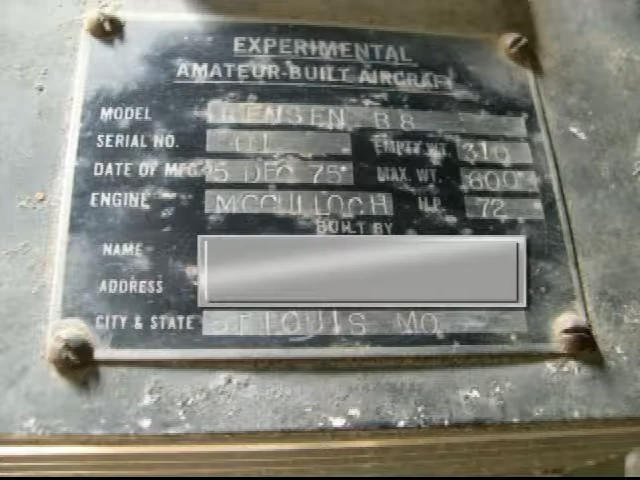 EXPERIMENTAL
AMATEUR-BUILT AIRCRAFT
MODEL BENSEN B8
SERIAL NO. 01 EMPTY WT. 310
DATE OF MFG. 5 DEC 75 MAX. WT. 600
ENGINE MCCULLOCH H.P. 72
BUILT BY
NAME
ADDRESS
CITY & STATE ST LOUIS MO